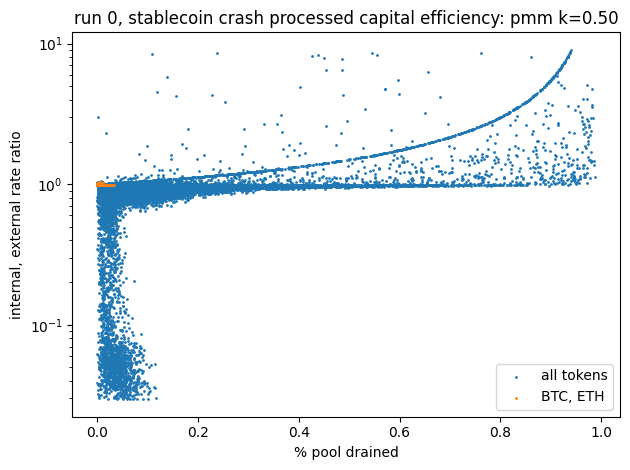 run 0, stablecoin crash processed capital efficiency: pmm k=0.50
internal, external rate ratio
10¹
10⁰
10⁻¹
0.0 0.2 0.4 0.6 0.8 1.0
% pool drained
all tokens
BTC, ETH